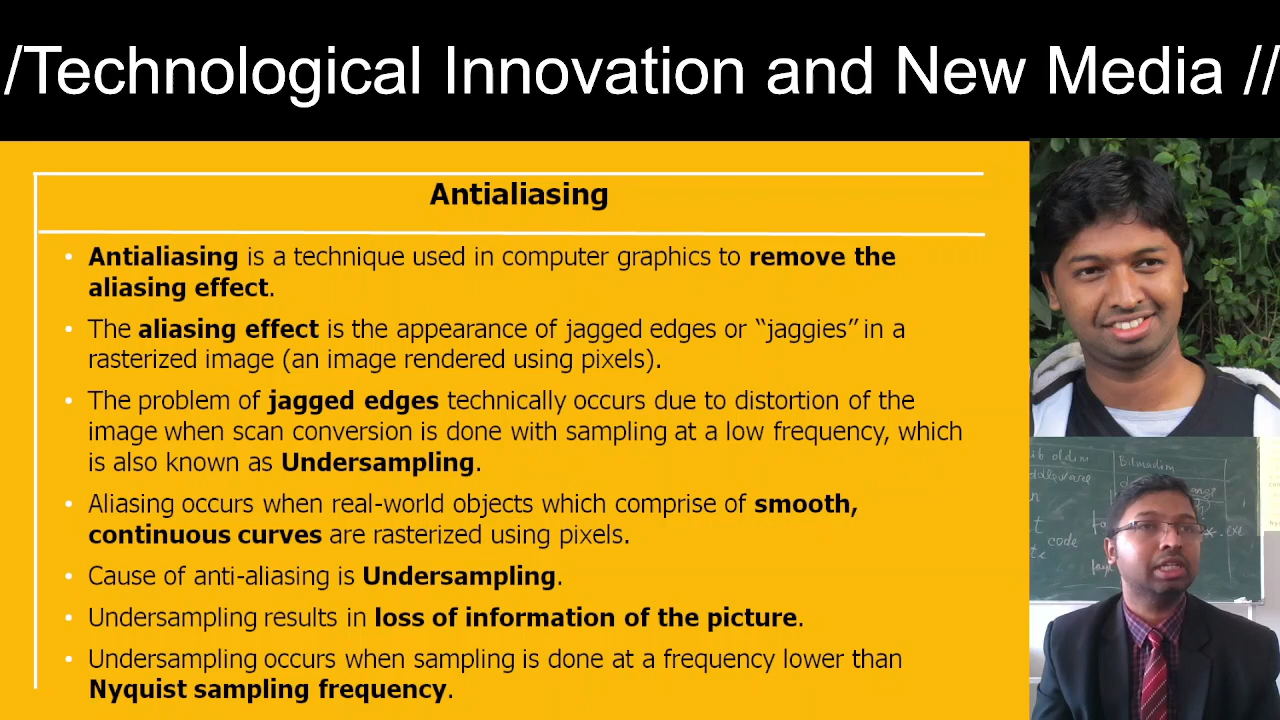 /Technological Innovation and New Media //
Antialiasing
• Antialiasing is a technique used in computer graphics to remove the
aliasing effect.
• The aliasing effect is the appearance of jagged edges or “jaggies” in a
rasterized image (an image rendered using pixels).
• The problem of jagged edges technically occurs due to distortion of the
image when scan conversion is done with sampling at a low frequency, which
is also known as Undersampling.
• Aliasing occurs when real-world objects which comprise of smooth,
continuous curves are rasterized using pixels.
• Cause of anti-aliasing is Undersampling.
• Undersampling results in loss of information of the picture.
• Undersampling occurs when sampling is done at a frequency lower than
Nyquist sampling frequency.
ib oldim
Bilmadim
code